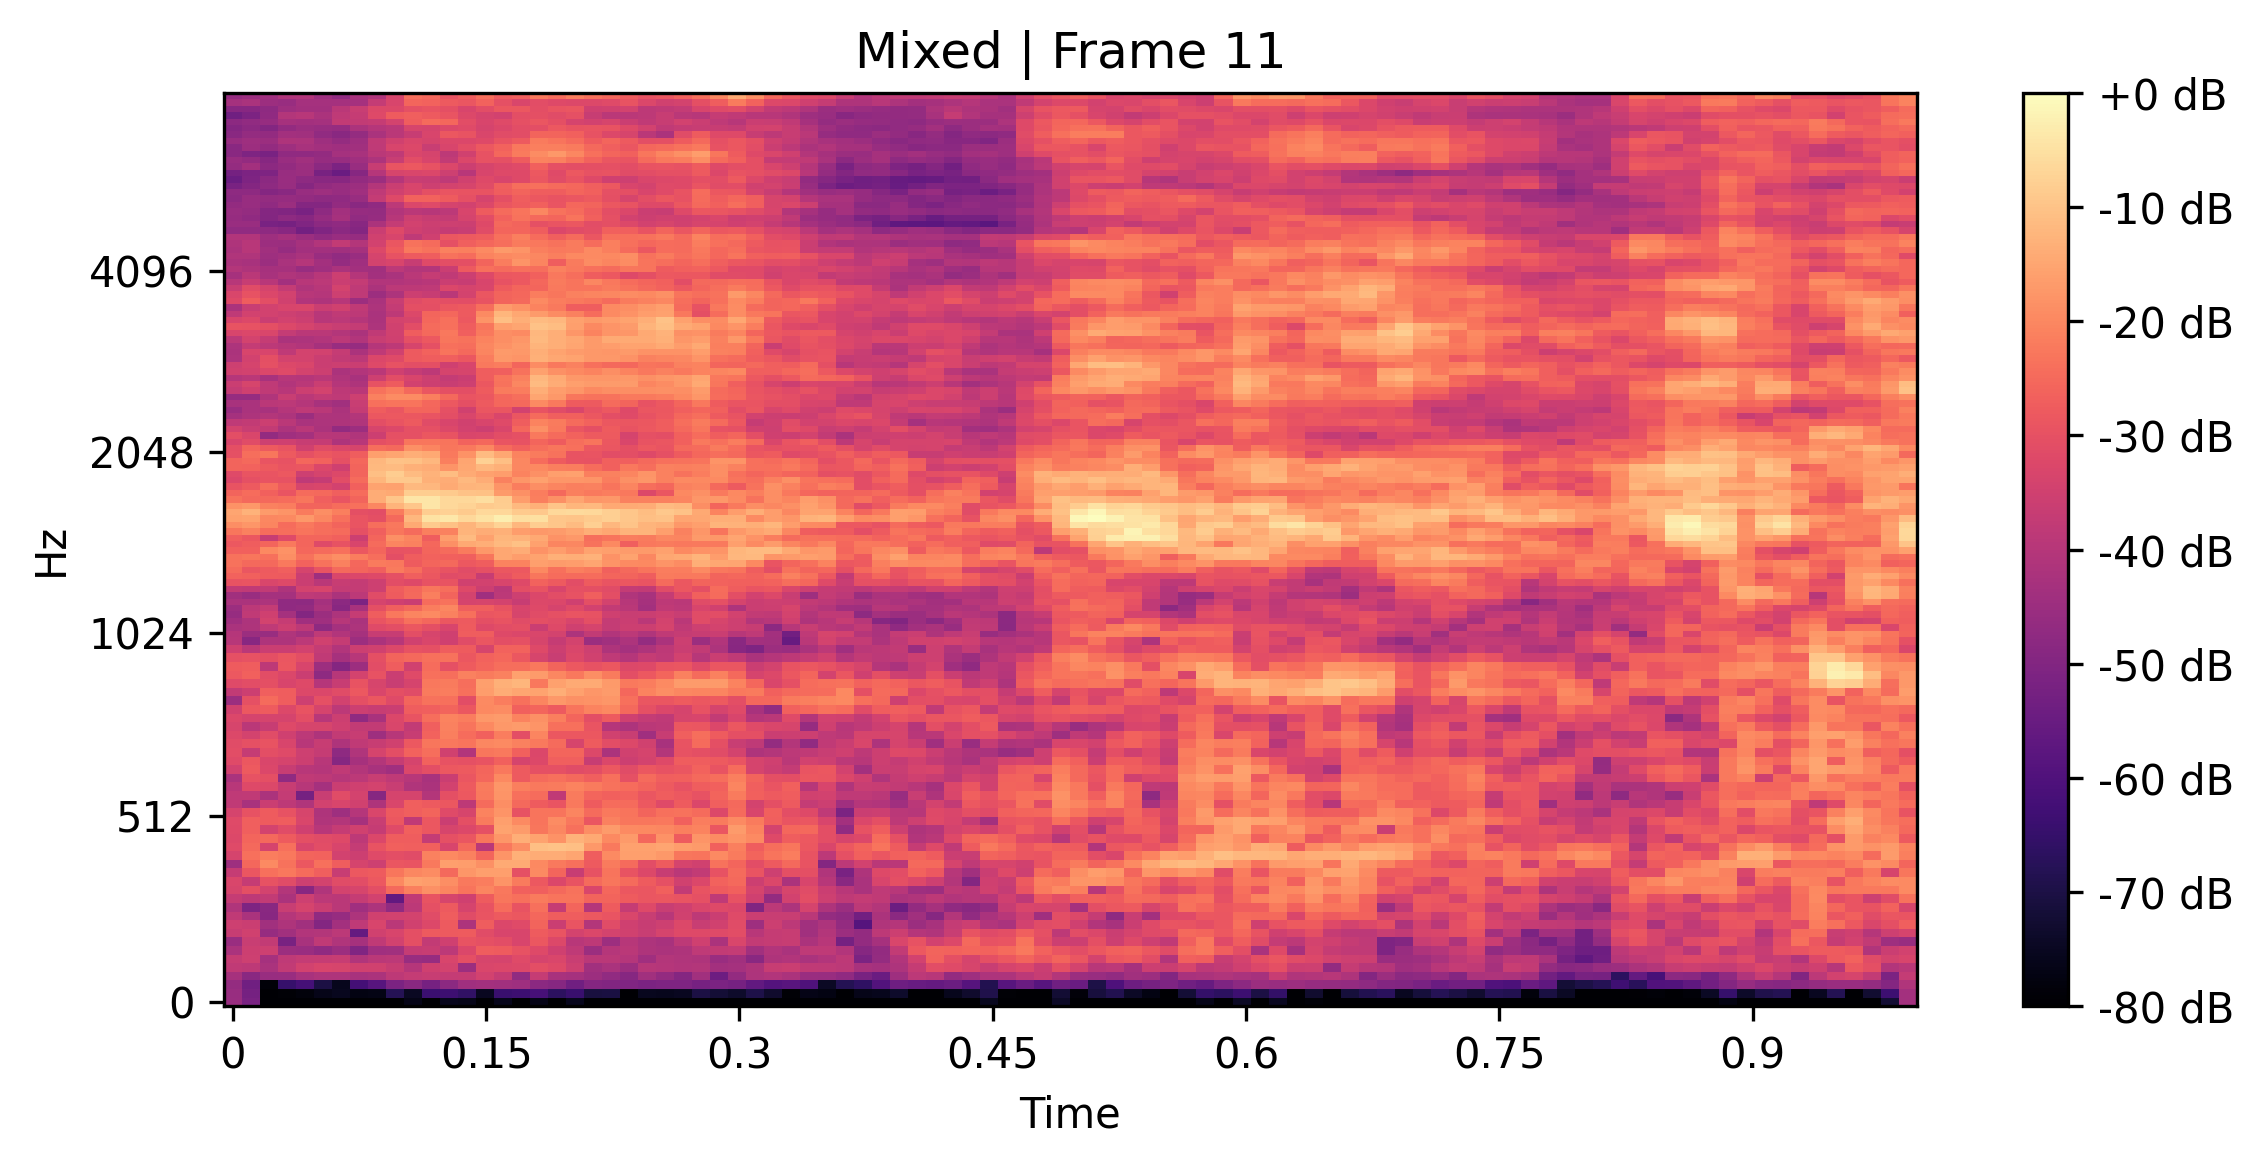 Mixed | Frame 11
+0 dB
-10 dB
-20 dB
-30 dB
-40 dB
-50 dB
-60 dB
-70 dB
-80 dB
Hz
4096
2048
1024
512
0
0 0.15 0.3 0.45 0.6 0.75 0.9
Time